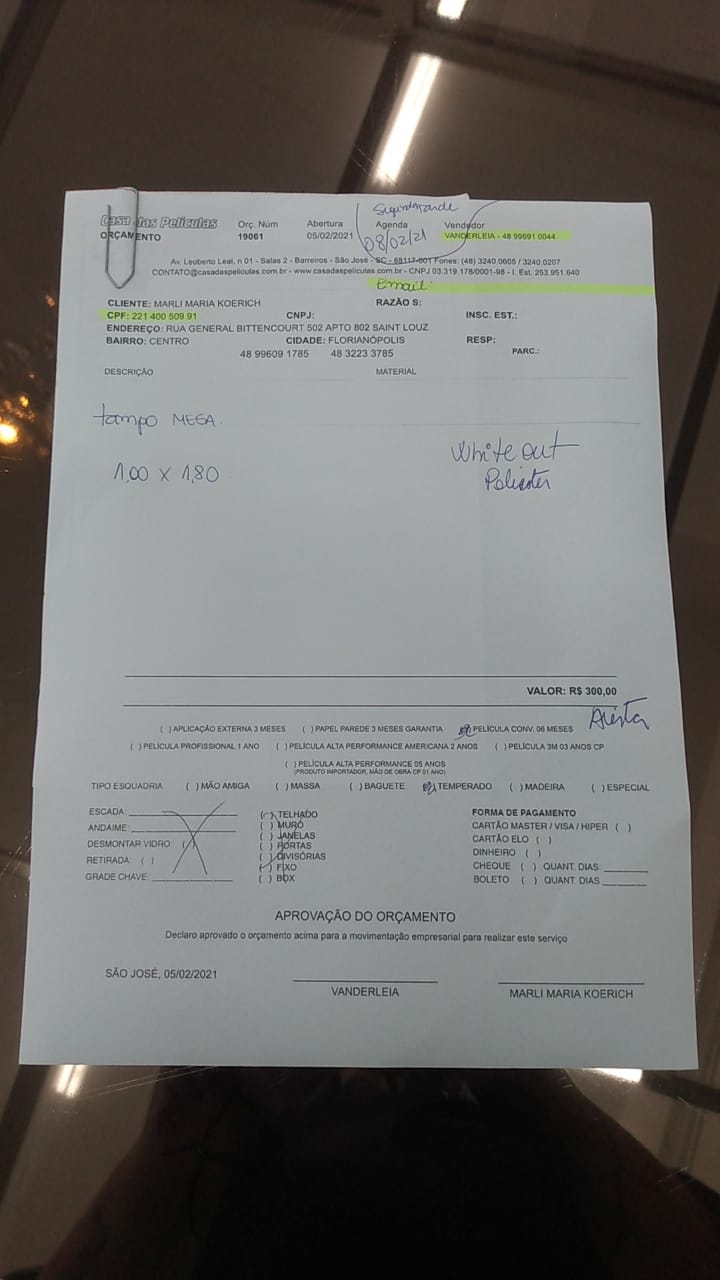 Casa das Películas
ORÇAMENTO
Orç. Núm
19061
Abertura
05/02/2021
Agenda
08/02/21
Vendedor
VANDERLEIA - 48 99691 0044
Av. Leoberto Leal, n 01 - Salas 2 - Barreiros - São José - SC - 88117-001 Fones: (48) 3240.0605 / 3240.0207
CONTATO@casadaspeliculas.com.br - www.casadaspeliculas.com.br - CNPJ 03.319.178/0001-98 - I. Est. 253.951.640
Email:
CLIENTE: MARLI MARIA KOERICH RAZÃO S:
CPF: 221 400 509 91 CNPJ: INSC. EST.:
ENDEREÇO: RUA GENERAL BITTENCOURT 502 APTO 802 SAINT LOUZ
BAIRRO: CENTRO CIDADE: FLORIANÓPOLIS RESP:
48 99609 1785 48 3223 3785 PARC.:
DESCRIÇÃO MATERIAL
tampo MESA.
1,00 x 1,80
White out
VALOR: R$ 300,00
( ) APLICAÇÃO EXTERNA 3 MESES ( ) PAPEL PAREDE 3 MESES GARANTIA ( ) PELÍCULA CONV. 06 MESES
( ) PELÍCULA PROFISSIONAL 1 ANO ( ) PELÍCULA ALTA PERFORMANCE AMERICANA 2 ANOS ( ) PELÍCULA 3M 03 ANOS CP
( ) PELÍCULA ALTA PERFORMANCE 05 ANOS
(PRODUTO IMPORTADOR, MÃO DE OBRA CP 01 ANO)
TIPO ESQUADRIA ( ) MÃO AMIGA ( ) MASSA ( ) BAGUETE ( ) TEMPERADO ( ) MADEIRA ( ) ESPECIAL
ESCADA:
ANDAIME:
DESMONTAR VIDRO: ( )
RETIRADA: ( )
GRADE CHAVE:
( ) TELHADO
( ) MURO
( ) JANELAS
( ) PORTAS
( ) DIVISÓRIAS
( ) FIXO
( ) BOX
FORMA DE PAGAMENTO
CARTÃO MASTER / VISA / HIPER ( )
CARTÃO ELO ( )
DINHEIRO ( )
CHEQUE ( ) QUANT. DIAS:
BOLETO ( ) QUANT. DIAS
APROVAÇÃO DO ORÇAMENTO
Declaro aprovado o orçamento acima para a movimentação empresarial para realizar este serviço
SÃO JOSÉ, 05/02/2021
VANDERLEIA
MARLI MARIA KOERICH